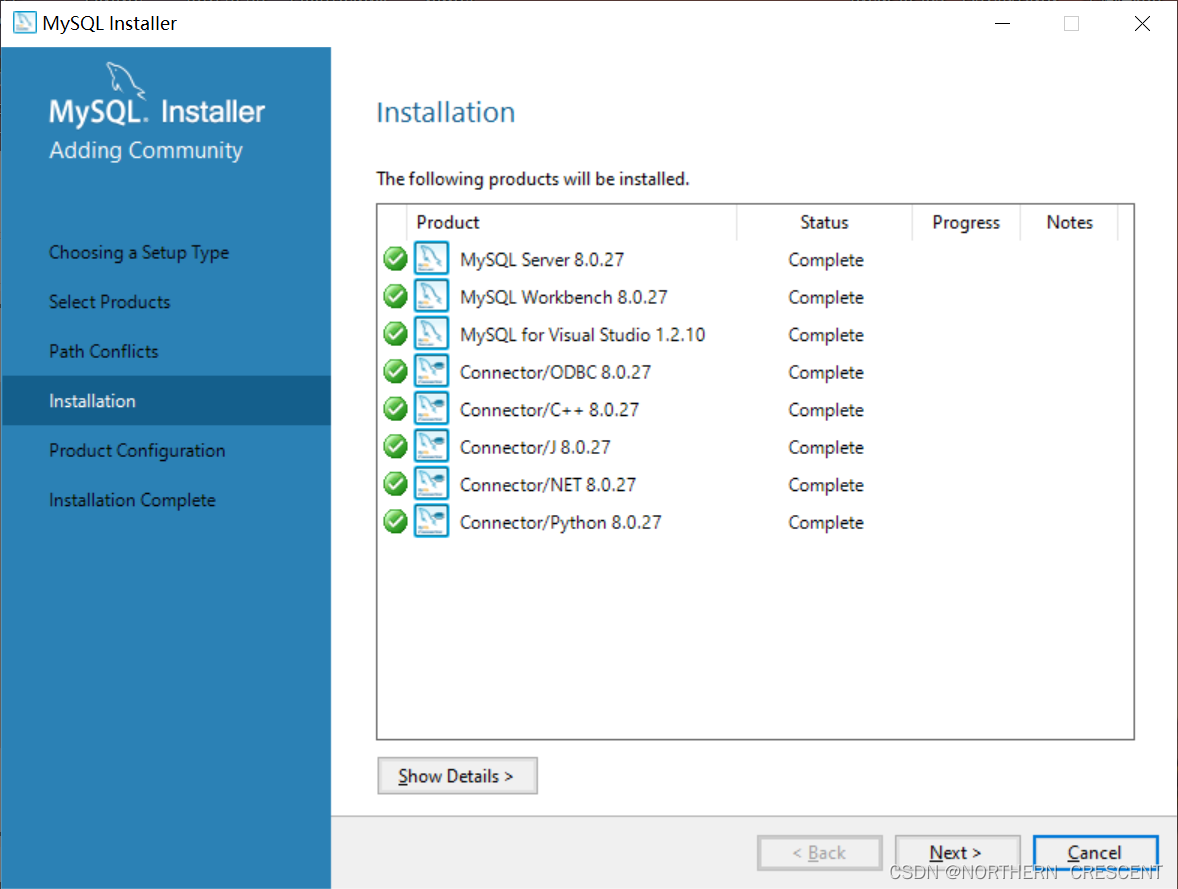 MySQL Installer
MySQL. Installer
Adding Community
Choosing a Setup Type
Select Products
Path Conflicts
Installation
Product Configuration
Installation Complete
Installation
The following products will be installed.
Product Status Progress Notes
MySQL Server 8.0.27 Complete
MySQL Workbench 8.0.27 Complete
MySQL for Visual Studio 1.2.10 Complete
Connector/ODBC 8.0.27 Complete
Connector/C++ 8.0.27 Complete
Connector/J 8.0.27 Complete
Connector/NET 8.0.27 Complete
Connector/Python 8.0.27 Complete
Show Details >
< Back Next > Cancel
CSDN @NORTHERN_CRESCENT